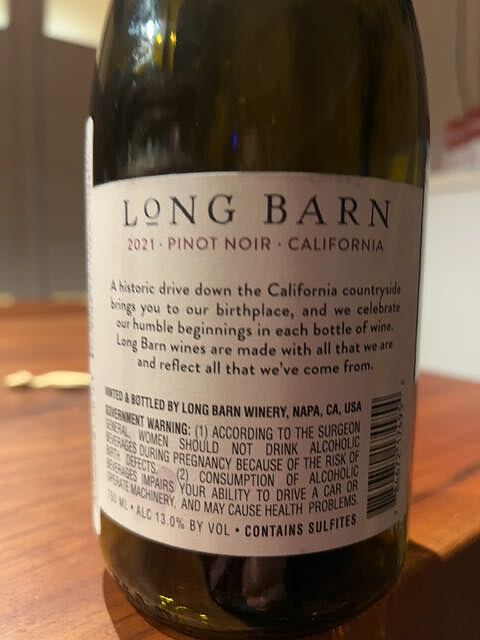 LONG BARN
2021 · PINOT NOIR · CALIFORNIA
A historic drive down the California countryside
brings you to our birthplace, and we celebrate
our humble beginnings in each bottle of wine.
Long Barn wines are made with all that we are
and reflect all that we've come from.
VINTED & BOTTLED BY LONG BARN WINERY, NAPA, CA, USA
GOVERNMENT WARNING: (1) ACCORDING TO THE SURGEON
GENERAL, WOMEN SHOULD NOT DRINK ALCOHOLIC
BEVERAGES DURING PREGNANCY BECAUSE OF THE RISK OF
BIRTH DEFECTS. (2) CONSUMPTION OF ALCOHOLIC
BEVERAGES IMPAIRS YOUR ABILITY TO DRIVE A CAR OR
OPERATE MACHINERY, AND MAY CAUSE HEALTH PROBLEMS.
750 ML • ALC 13.0% BY VOL • CONTAINS SULFITES